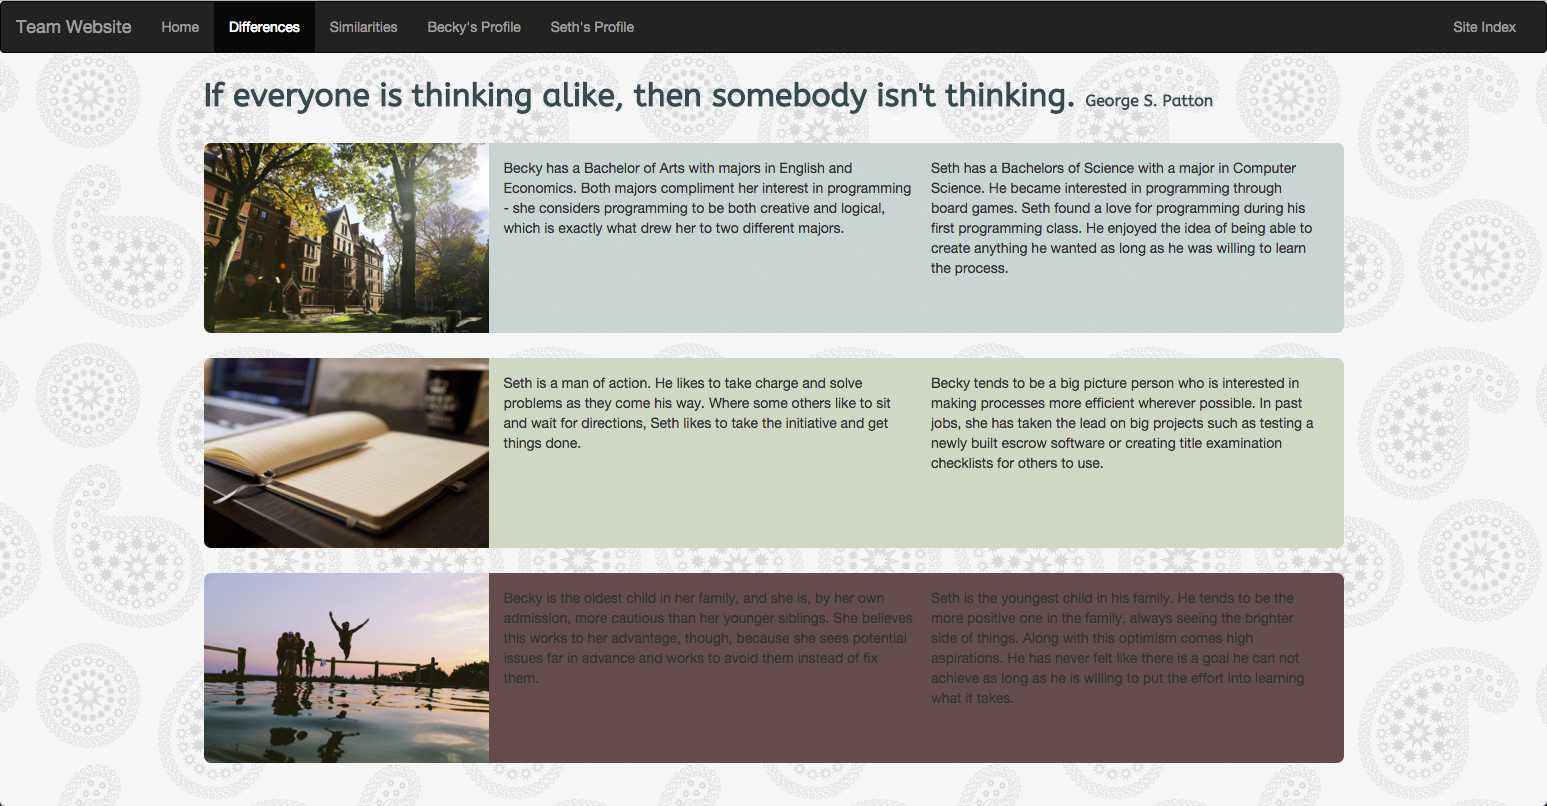 Team Website Home Differences Similarities Becky's Profile Seth's Profile Site Index
If everyone is thinking alike, then somebody isn't thinking. George S. Patton
Becky has a Bachelor of Arts with majors in English and
Economics. Both majors compliment her interest in programming
- she considers programming to be both creative and logical,
which is exactly what drew her to two different majors.
Seth has a Bachelors of Science with a major in Computer
Science. He became interested in programming through
board games. Seth found a love for programming during his
first programming class. He enjoyed the idea of being able to
create anything he wanted as long as he was willing to learn
the process.
Seth is a man of action. He likes to take charge and solve
problems as they come his way. Where some others like to sit
and wait for directions, Seth likes to take the initiative and get
things done.
Becky tends to be a big picture person who is interested in
making processes more efficient wherever possible. In past
jobs, she has taken the lead on big projects such as testing a
newly built escrow software or creating title examination
checklists for others to use.
Becky is the oldest child in her family, and she is, by her own
admission, more cautious than her younger siblings. She believes
this works to her advantage, though, because she sees potential
issues far in advance and works to avoid them instead of fix
them.
Seth is the youngest child in his family. He tends to be the
more positive one in the family, always seeing the brighter
side of things. Along with this optimism comes high
aspirations. He has never felt like there is a goal he can not
achieve as long as he is willing to put the effort into learning
what it takes.